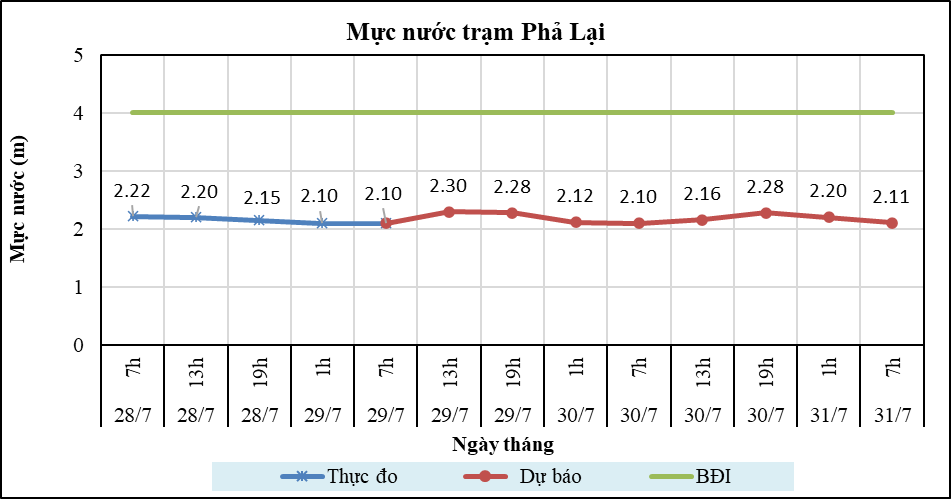 Mực nước trạm Phả Lại
Mực nước (m)
5
4
3
2
1
0
2.22 2.20 2.15 2.10 2.10 2.30 2.28 2.12 2.10 2.16 2.28 2.20 2.11
7h 13h 19h 1h 7h 13h 19h 1h 7h 13h 19h 1h 7h
28/7 28/7 28/7 29/7 29/7 29/7 29/7 30/7 30/7 30/7 30/7 31/7 31/7
Ngày tháng
Thực đo Dự báo BĐI